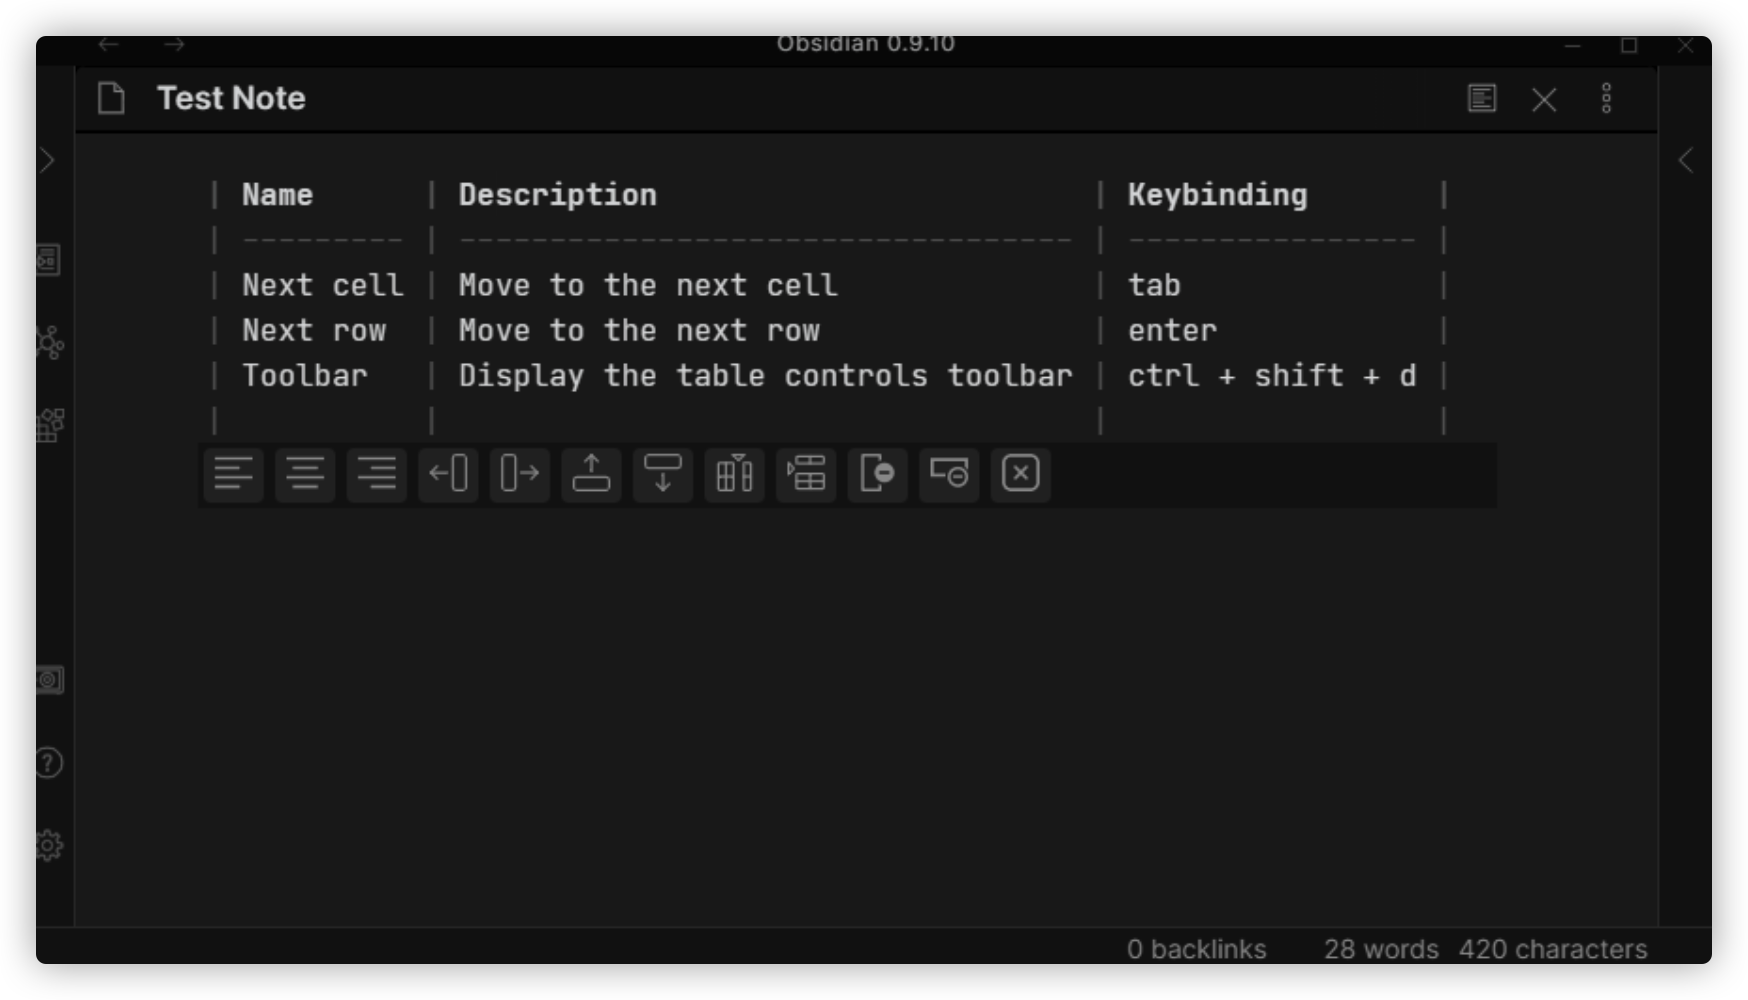 Obsidian 0.9.10
Test Note
| Name | Description | Keybinding |
| --------- | ---------------------------------- | ---------------- |
| Next cell | Move to the next cell | tab |
| Next row | Move to the next row | enter |
| Toolbar | Display the table controls toolbar | ctrl + shift + d |
| | | |
0 backlinks 28 words 420 characters